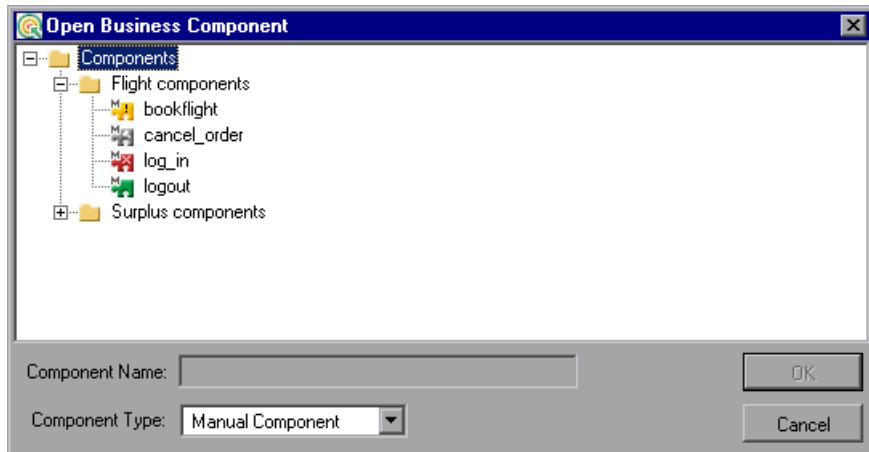 Open Business Component
Components
Flight components
M bookflight
M cancel_order
M log_in
M logout
Surplus components
Component Name:
OK
Component Type: Manual Component
Cancel